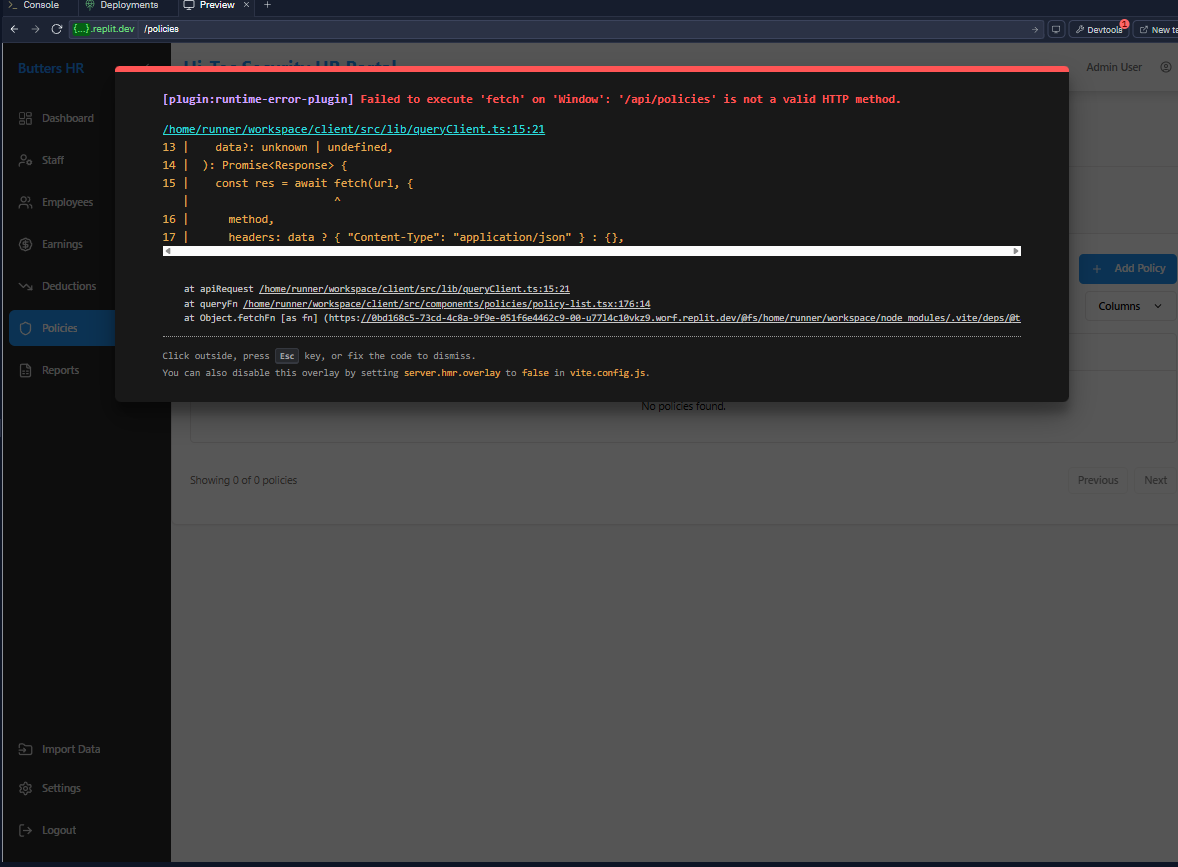 Console
Deployments
Preview
{...}.replit.dev /policies
Devtools 1
New ta
Butters HR
Hi-Tec Security HR Portal
Admin User
[plugin:runtime-error-plugin] Failed to execute 'fetch' on 'Window': '/api/policies' is not a valid HTTP method.
/home/runner/workspace/client/src/lib/queryClient.ts:15:21
13 | data?: unknown | undefined,
14 | ): Promise<Response> {
15 | const res = await fetch(url, {
| ^
16 | method,
17 | headers: data ? { "Content-Type": "application/json" } : {},
at apiRequest /home/runner/workspace/client/src/lib/queryClient.ts:15:21
at queryFn /home/runner/workspace/client/src/components/policies/policy-list.tsx:176:14
at Object.fetchFn [as fn] (https://0bd168c5-73cd-4c8a-9f9e-051f6e4462c9-00-u77l4c10vkz9.worf.replit.dev/@fs/home/runner/workspace/node_modules/.vite/deps/@t
Click outside, press Esc key, or fix the code to dismiss.
You can also disable this overlay by setting server.hmr.overlay to false in vite.config.js.
Dashboard
Staff
Employees
Earnings
Deductions
Policies
Reports
+ Add Policy
Columns
No policies found.
Showing 0 of 0 policies
Previous
Next
Import Data
Settings
Logout